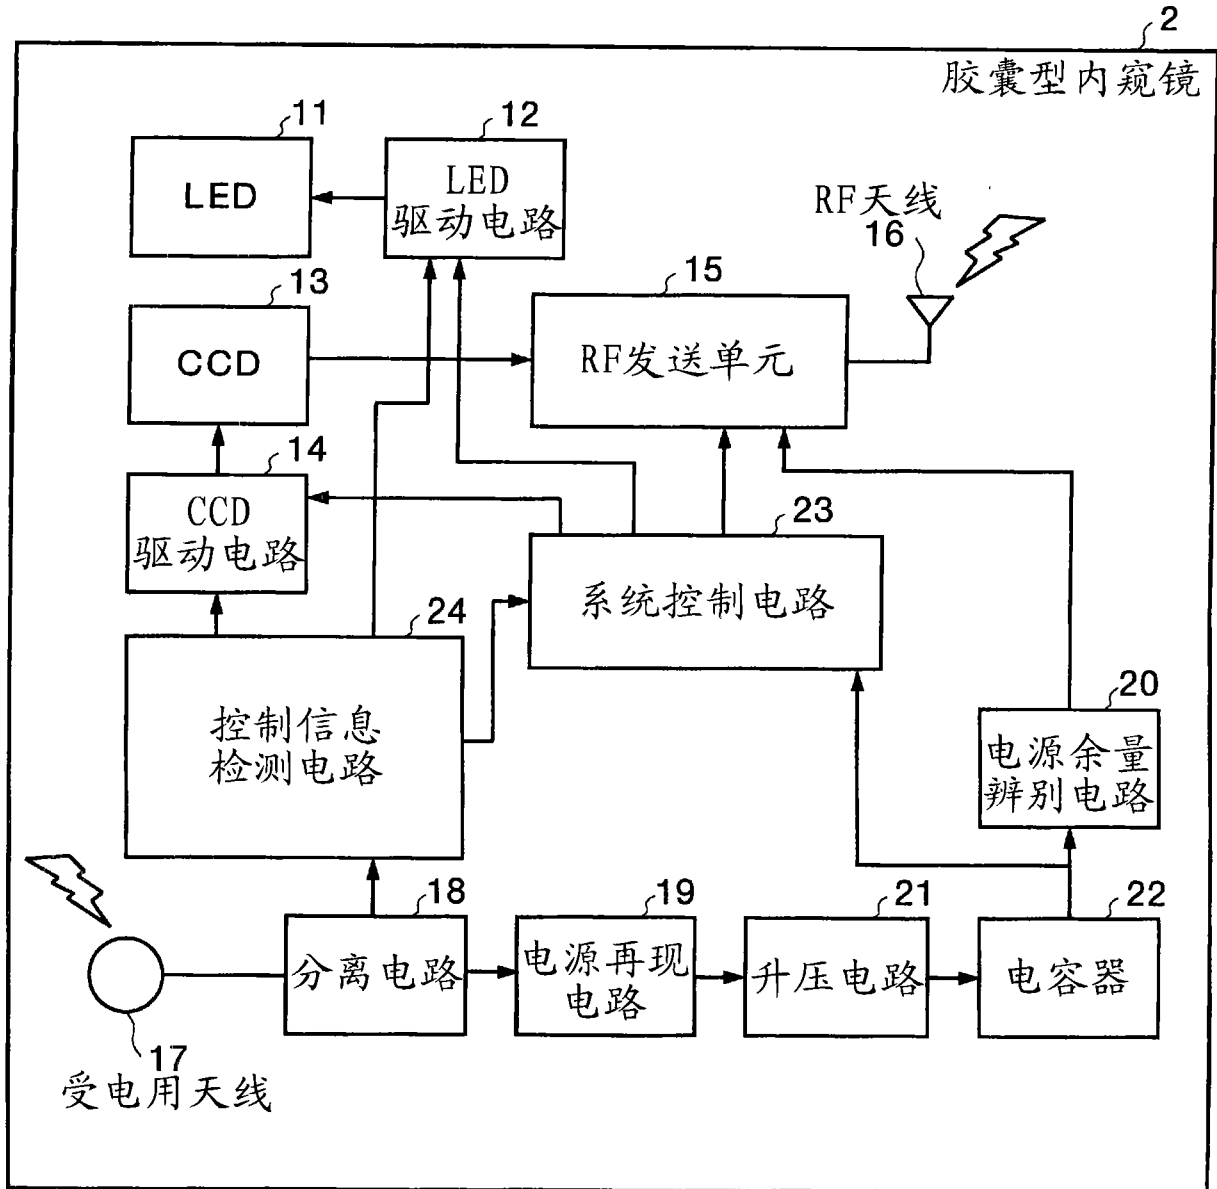 2
胶囊型内窥镜
11
LED
12
LED
驱动电路
RF天线
16
13
CCD
15
RF发送单元
14
CCD
驱动电路
23
系统控制电路
24
控制信息
检测电路
20
电源余量
辨别电路
18
分离电路
19
电源再现
电路
21
升压电路
22
电容器
17
受电用天线